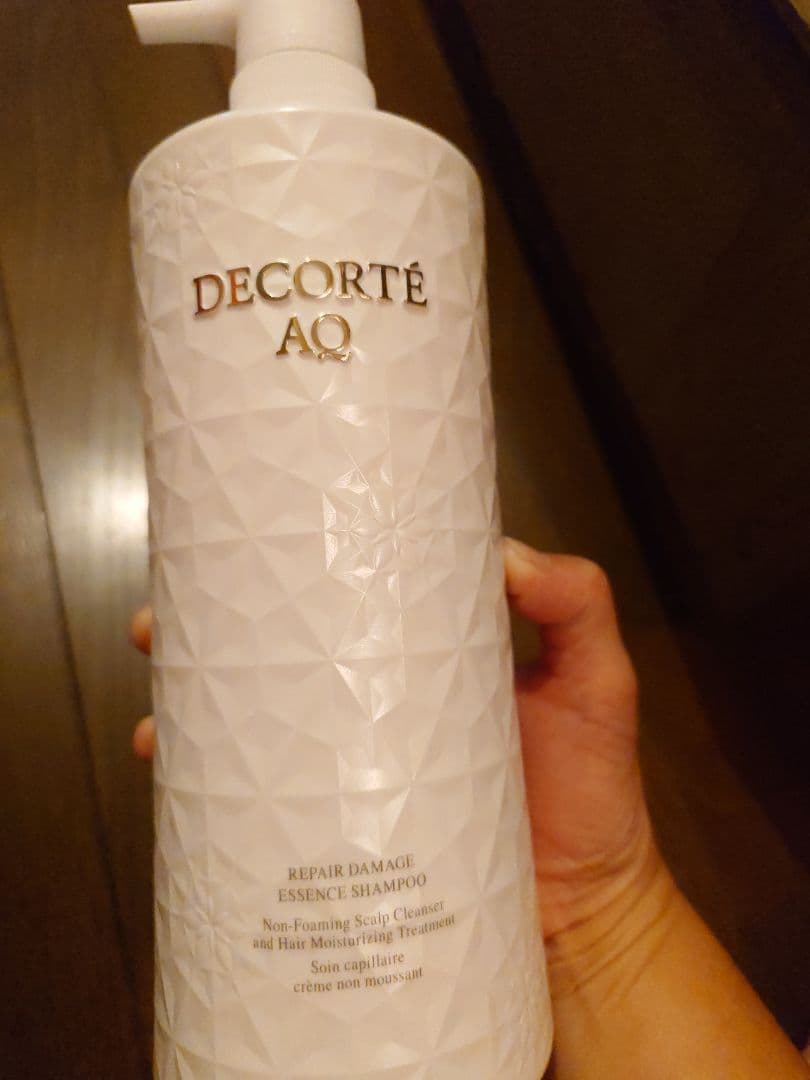 DECORTÉ
AQ
REPAIR DAMAGE
ESSENCE SHAMPOO
Non-Foaming Scalp Cleanser
and Hair Moisturizing Treatment
Soin capillaire
crème non moussant